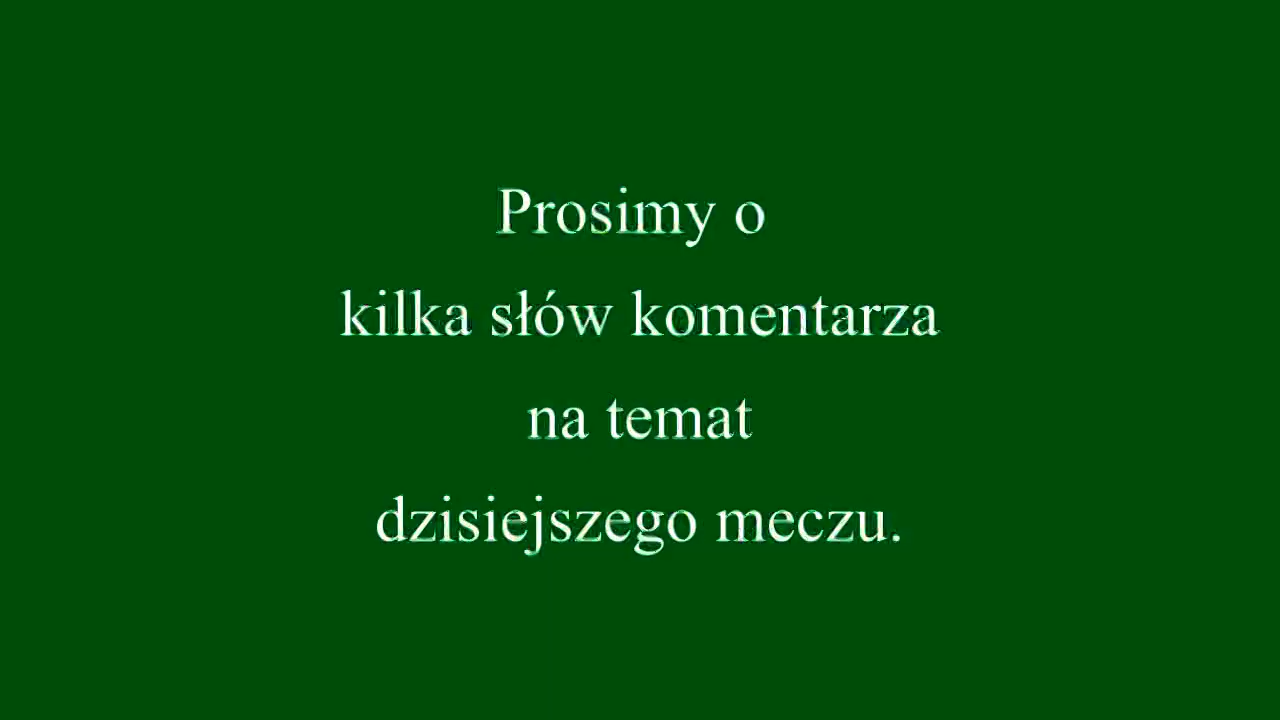 Prosimy o
kilka słów komentarza
na temat
dzisiejszego meczu.